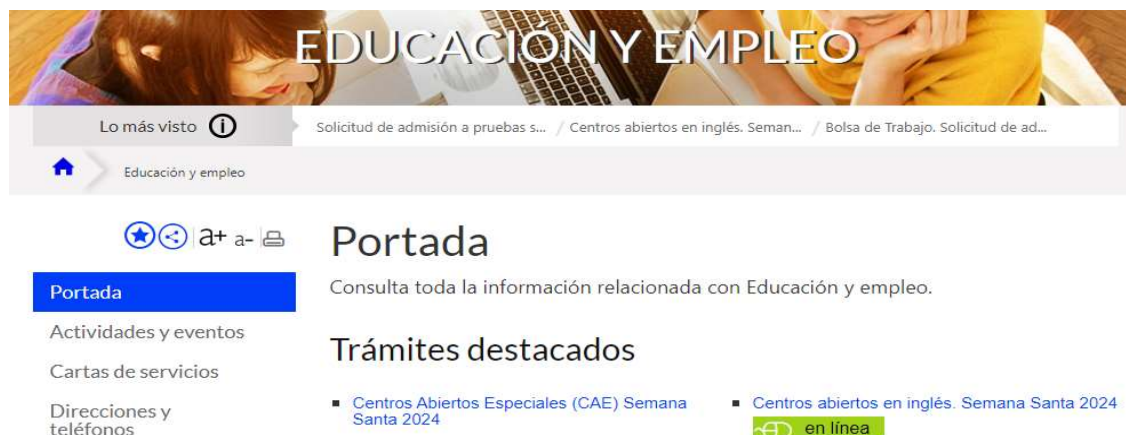 EDUCACIÓN Y EMPLEO
Lo más visto
Solicitud de admisión a pruebas s... / Centros abiertos en inglés. Seman... / Bolsa de Trabajo. Solicitud de ad...
Educación y empleo
a+ a-
Portada
Actividades y eventos
Cartas de servicios
Direcciones y
teléfonos
Portada
Consulta toda la información relacionada con Educación y empleo.
Trámites destacados
Centros Abiertos Especiales (CAE) Semana
Santa 2024
Centros abiertos en inglés. Semana Santa 2024
en línea